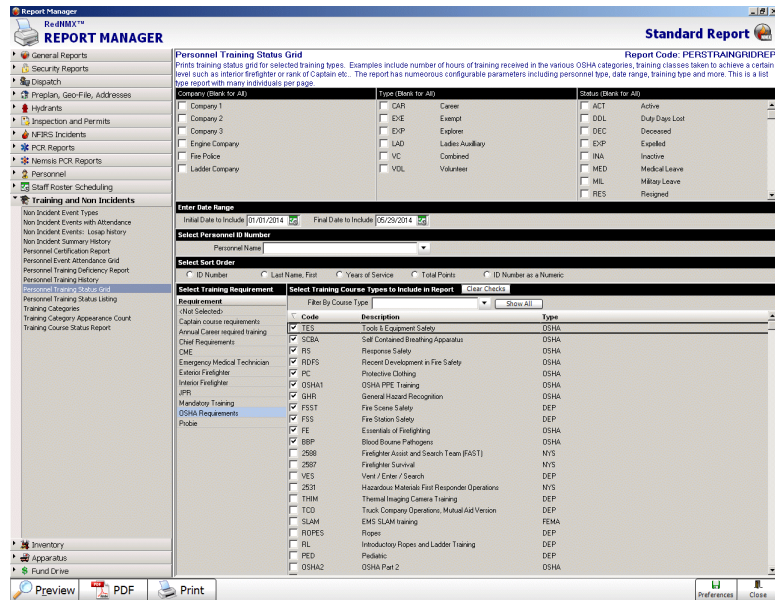 Report Manager
RedNMX™
REPORT MANAGER
Standard Report
General Reports
Security Reports
Dispatch
Preplan, Geo-File, Addresses
Hydrants
Inspection and Permits
NFIRS Incidents
PCR Reports
Nemsis PCR Reports
Personnel
Staff Roster Scheduling
Training and Non Incidents
Non Incident Event Types
Non Incident Events with Attendance
Non Incident Events: Losap history
Non Incident Summary History
Personnel Certification Report
Personnel Event Attendance Grid
Personnel Training Deficiency Report
Personnel Training History
Personnel Training Status Grid
Personnel Training Status Listing
Training Categories
Training Category Appearance Count
Training Course Status Report
Inventory
Apparatus
Fund Drive
Personnel Training Status Grid Report Code: PERSTRAINGRIDREP
Prints training status grid for selected training types. Examples include number of hours of training received in the various OSHA categories, training classes taken to achieve a certain
level such as interior firefighter or rank of Captain etc.. The report has numeorous configurable parameters including personnel type, date range, training type and more. This is a list
type report with many individuals per page.
Company (Blank for All) Type (Blank for All) Status (Blank for All)
Company 1 CAR Career ACT Active
Company 2 EXE Exempt DDL Duty Days Lost
Company 3 EXP Explorer DEC Deceased
Engine Company LAD Ladies Auxilliary EXP Expelled
Fire Police VC Combined INA Inactive
Ladder Company VOL Volunteer MED Medical Leave
MIL Military Leave
RES Resigned
Enter Date Range
Initial Date to Include 01/01/2014 Final Date to Include 05/29/2014
Select Personnel ID Number
Personnel Name
Select Sort Order
ID Number Last Name, First Years of Service Total Points ID Number as a Numeric
Select Training Requirement Select Training Course Types to Include in Report Clear Checks
Requirement Filter By Course Type Show All
<Not Selected>
Captain course requirements
Annual Career required training
Chief Requirements
CME
Emergency Medical Technician
Exterior Firefighter
Interior Firefighter
JPR
Mandatory Training
OSHA Requirements
Probie
Code Description Type
TES Tools & Equipment Safety OSHA
SCBA Self Contained Breathing Apparatus OSHA
RS Response Safety OSHA
RDFS Recent Development in Fire Safety OSHA
PC Protective Clothing OSHA
OSHA1 OSHA PPE Training OSHA
GHR General Hazard Recognition OSHA
FSST Fire Scene Safety DEP
FSS Fire Station Safety DEP
FE Essentials of Firefighting OSHA
BBP Blood Bourne Pathogens OSHA
2588 Firefighter Assist and Search Team (FAST) NYS
2587 Firefighter Survival NYS
VES Vent / Enter / Search DEP
2531 Hazardous Materials First Responder Operations NYS
THIM Thermal Imaging Camera Training DEP
TCO Truck Company Operations, Mutual Aid Version DEP
SLAM EMS SLAM training FEMA
ROPES Ropes DEP
RL Introductory Ropes and Ladder Training DEP
PED Pediatric DEP
OSHA2 OSHA Part 2 OSHA
Preview PDF Print Preferences Close